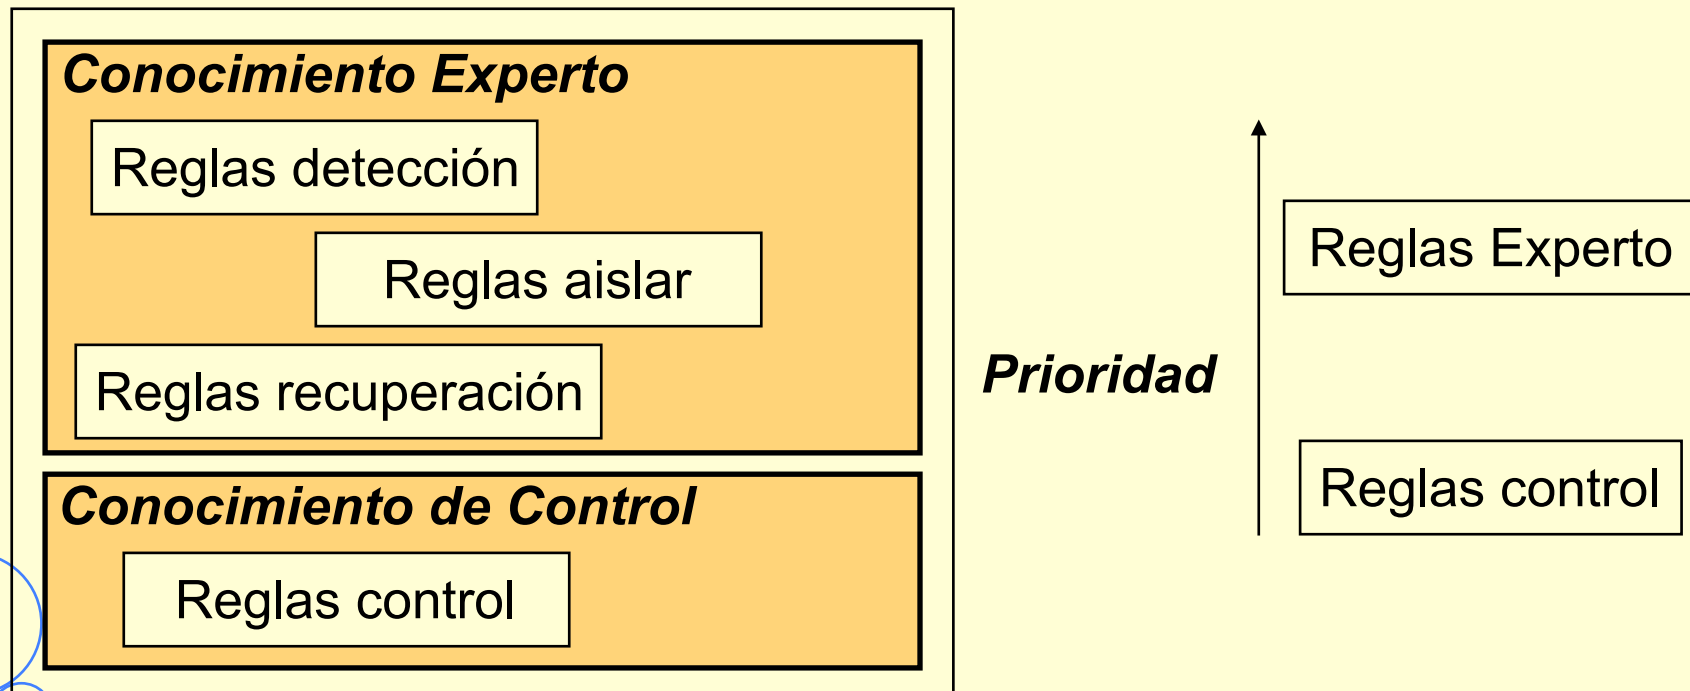 Conocimiento Experto
Reglas detección
Reglas aislar
Reglas recuperación
Conocimiento de Control
Reglas control
Prioridad
Reglas Experto
Reglas control